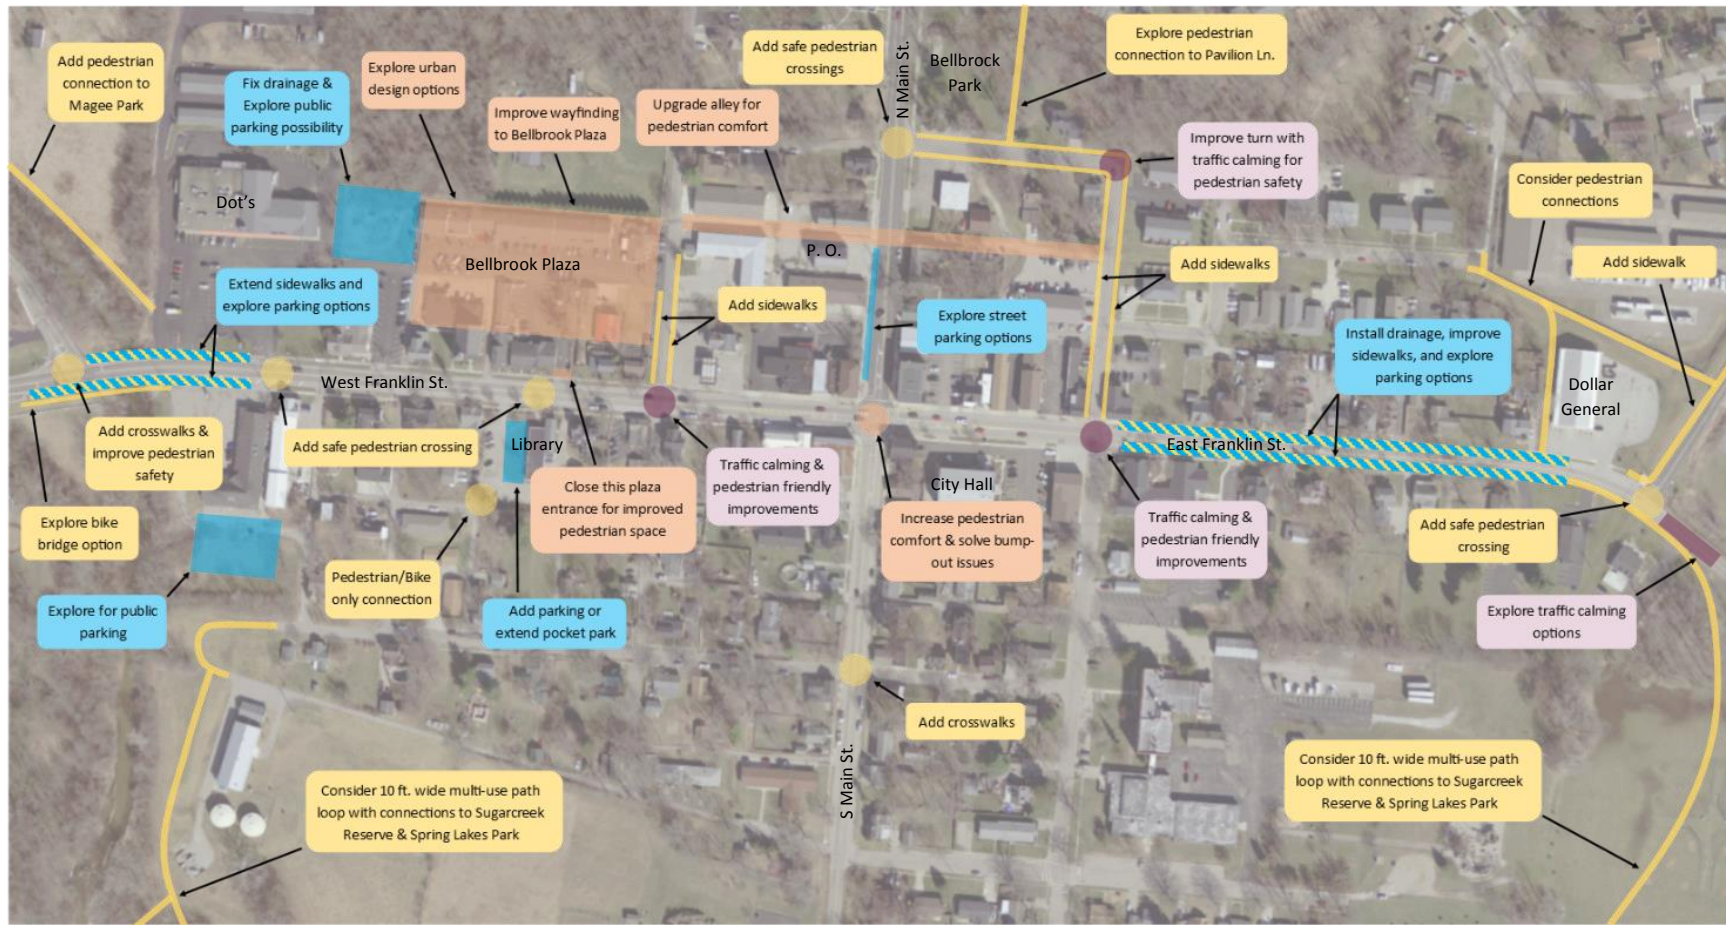 Add pedestrian
connection to
Magee Park
Fix drainage &
Explore public
parking possibility
Explore urban
design options
Improve wayfinding
to Bellbrook Plaza
Upgrade alley for
pedestrian comfort
Add safe pedestrian
crossings
N Main St.
Bellbrock
Park
Explore pedestrian
connection to Pavilion Ln.
Improve turn with
traffic calming for
pedestrian safety
Consider pedestrian
connections
Add sidewalk
Dot's
Bellbrook Plaza
P. O.
Add sidewalks
Extend sidewalks and
explore parking options
Add sidewalks
Explore street
parking options
Install drainage, improve
sidewalks, and explore
parking options
West Franklin St.
Dollar
General
Add crosswalks &
improve pedestrian
safety
Add safe pedestrian crossing
Library
East Franklin St.
Traffic calming &
pedestrian friendly
improvements
City Hall
Close this plaza
entrance for improved
pedestrian space
Increase pedestrian
comfort & solve bump-
out issues
Traffic calming &
pedestrian friendly
improvements
Add safe pedestrian
crossing
Explore bike
bridge option
Pedestrian/Bike
only connection
Explore for public
parking
Add parking or
extend pocket park
Explore traffic calming
options
Add crosswalks
S Main St.
Consider 10 ft. wide multi-use path
loop with connections to Sugarcreek
Reserve & Spring Lakes Park
Consider 10 ft. wide multi-use path
loop with connections to Sugarcreek
Reserve & Spring Lakes Park